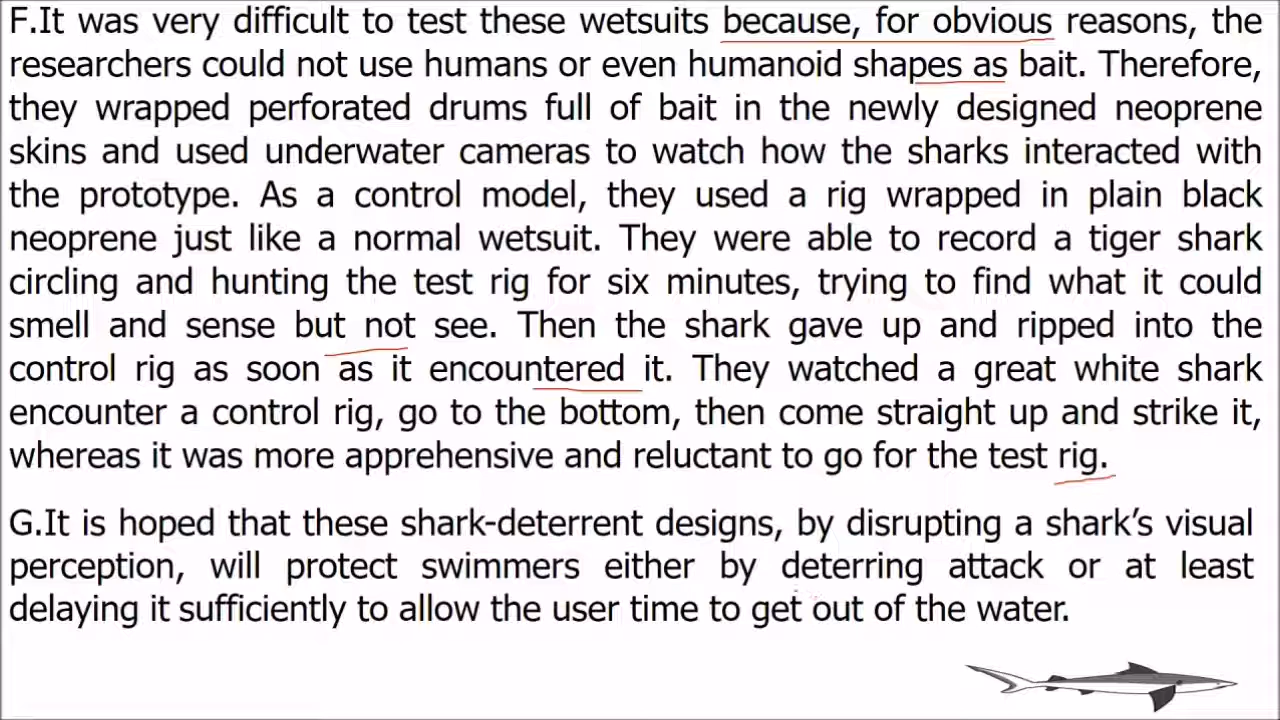 F.It was very difficult to test these wetsuits because, for obvious reasons, the
researchers could not use humans or even humanoid shapes as bait. Therefore,
they wrapped perforated drums full of bait in the newly designed neoprene
skins and used underwater cameras to watch how the sharks interacted with
the prototype. As a control model, they used a rig wrapped in plain black
neoprene just like a normal wetsuit. They were able to record a tiger shark
circling and hunting the test rig for six minutes, trying to find what it could
smell and sense but not see. Then the shark gave up and ripped into the
control rig as soon as it encountered it. They watched a great white shark
encounter a control rig, go to the bottom, then come straight up and strike it,
whereas it was more apprehensive and reluctant to go for the test rig.
G.It is hoped that these shark-deterrent designs, by disrupting a shark’s visual
perception, will protect swimmers either by deterring attack or at least
delaying it sufficiently to allow the user time to get out of the water.